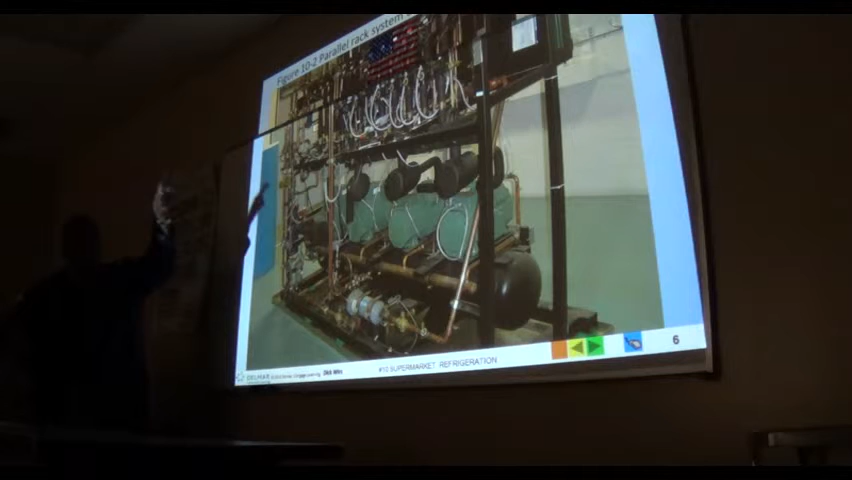 Figure 10-2 Parallel rack system
DELMAR
#10 SUPERMARKET REFRIGERATION
6